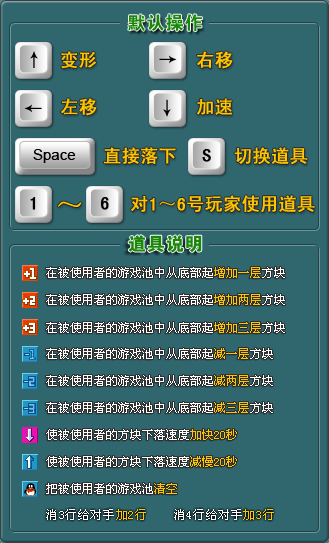 默认操作
↑ 变形 → 右移
← 左移 ↓ 加速
Space 直接落下 S 切换道具
1 ～ 6 对1～6号玩家使用道具
道具说明
+1 在被使用者的游戏池中从底部起增加一层方块
+2 在被使用者的游戏池中从底部起增加两层方块
+3 在被使用者的游戏池中从底部起增加三层方块
-1 在被使用者的游戏池中从底部起减一层方块
-2 在被使用者的游戏池中从底部起减两层方块
-3 在被使用者的游戏池中从底部起减三层方块
↓ 使被使用者的方块下落速度加快20秒
↑ 使被使用者的方块下落速度减慢20秒
把被使用者的游戏池清空
消3行给对手加2行 消4行给对手加3行